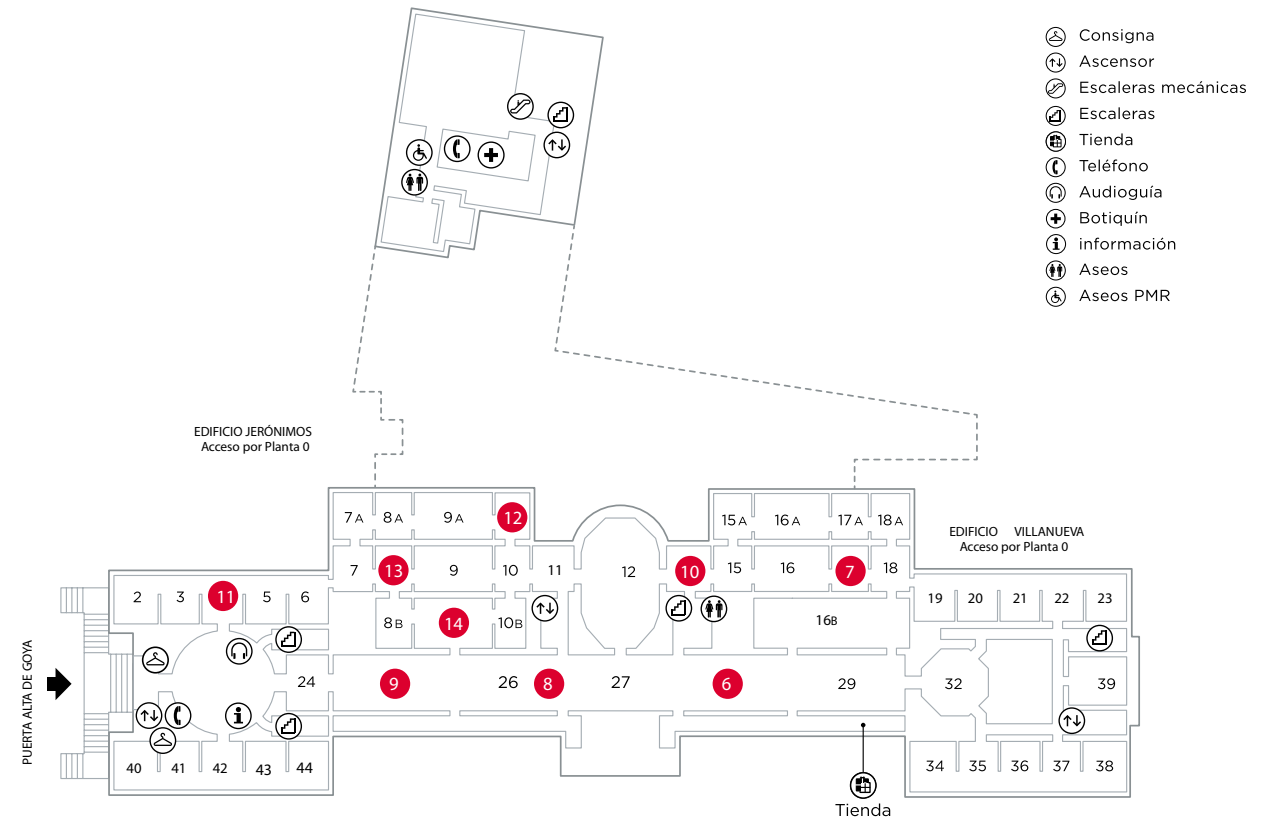 Consigna
Ascensor
Escaleras mecánicas
Escaleras
Tienda
Teléfono
Audioguía
Botiquín
información
Aseos
Aseos PMR
EDIFICIO JERÓNIMOS
Acceso por Planta 0
7A 8A 9A 12
15A 16A 17A 18A
EDIFICIO VILLANUEVA
Acceso por Planta 0
7 13 9 10 11 12 10 15 16 7 18
2 3 11 5 6
19 20 21 22 23
8B 14 10B
16B
PUERTA ALTA DE GOYA
24 9 26 8 27 6 29 32 39
40 41 42 43 44
34 35 36 37 38
Tienda